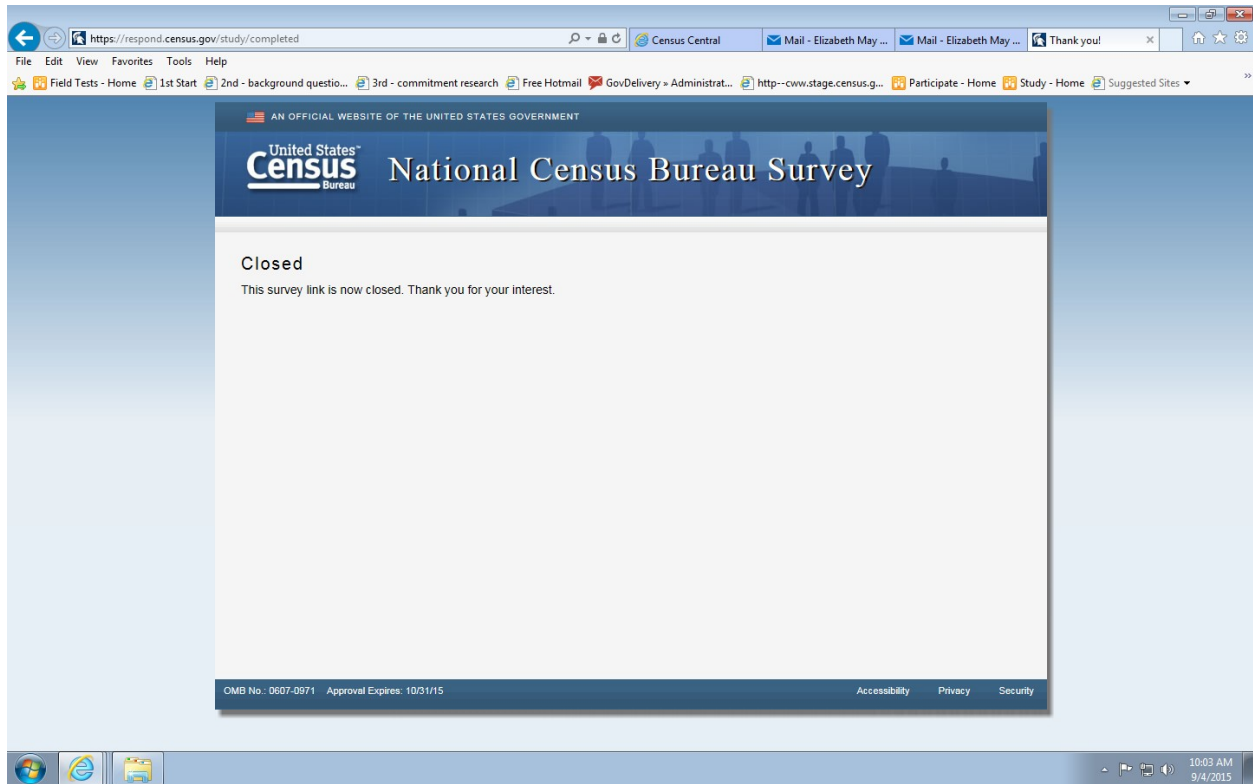 https://respond.census.gov/study/completed
Census Central
Mail - Elizabeth May ...
Mail - Elizabeth May ...
Thank you!
File Edit View Favorites Tools Help
Field Tests - Home 1st Start 2nd - background questio... 3rd - commitment research Free Hotmail GovDelivery » Administrat... http--cww.stage.census.g... Participate - Home Study - Home Suggested Sites
AN OFFICIAL WEBSITE OF THE UNITED STATES GOVERNMENT
United States™
Census
Bureau
National Census Bureau Survey
Closed
This survey link is now closed. Thank you for your interest.
OMB No.: 0607-0971 Approval Expires: 10/31/15 Accessibility Privacy Security
10:03 AM
9/4/2015